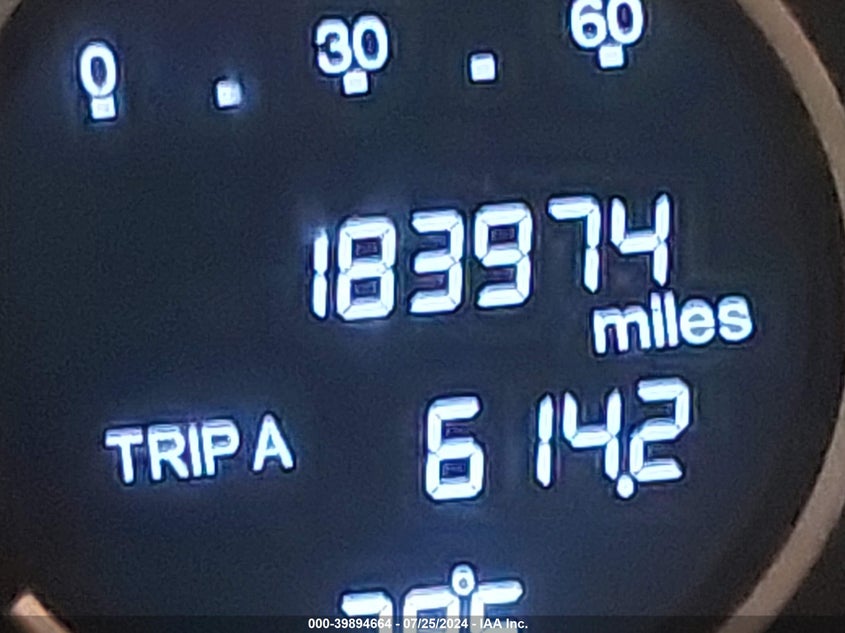 0 30 60
183974
miles
TRIP A 614.2
000-39894664 - 07/25/2024 - IAA Inc.